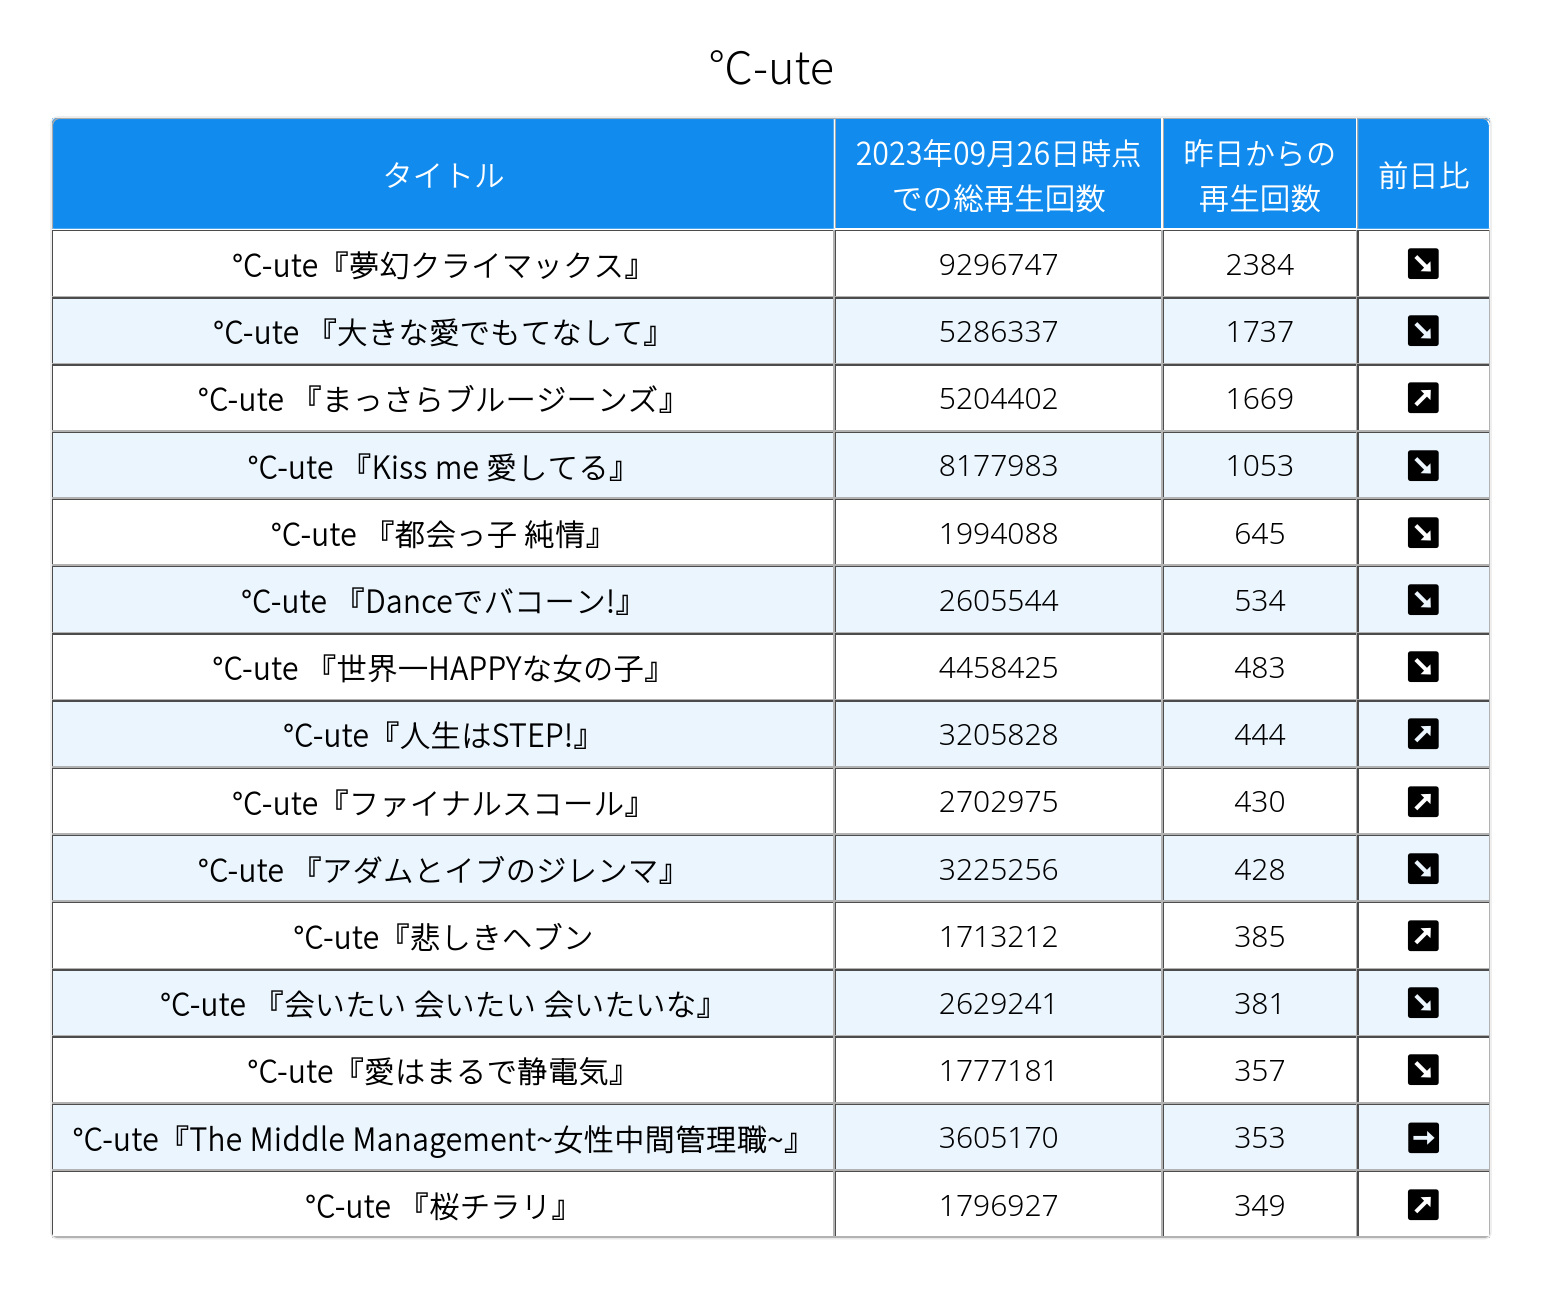 ℃-ute
タイトル 2023年09月26日時点での総再生回数 昨日からの再生回数 前日比
℃-ute『夢幻クライマックス』 9296747 2384 ↘
℃-ute 『大きな愛でもてなして』 5286337 1737 ↘
℃-ute 『まっさらブルージーンズ』 5204402 1669 ↗
℃-ute 『Kiss me 愛してる』 8177983 1053 ↘
℃-ute 『都会っ子 純情』 1994088 645 ↘
℃-ute 『Danceでバコーン!』 2605544 534 ↘
℃-ute 『世界一HAPPYな女の子』 4458425 483 ↘
℃-ute『人生はSTEP!』 3205828 444 ↗
℃-ute『ファイナルスコール』 2702975 430 ↗
℃-ute 『アダムとイブのジレンマ』 3225256 428 ↘
℃-ute『悲しきヘブン 1713212 385 ↗
℃-ute 『会いたい 会いたい 会いたいな』 2629241 381 ↘
℃-ute『愛はまるで静電気』 1777181 357 ↘
℃-ute『The Middle Management~女性中間管理職~』 3605170 353 →
℃-ute 『桜チラリ』 1796927 349 ↗